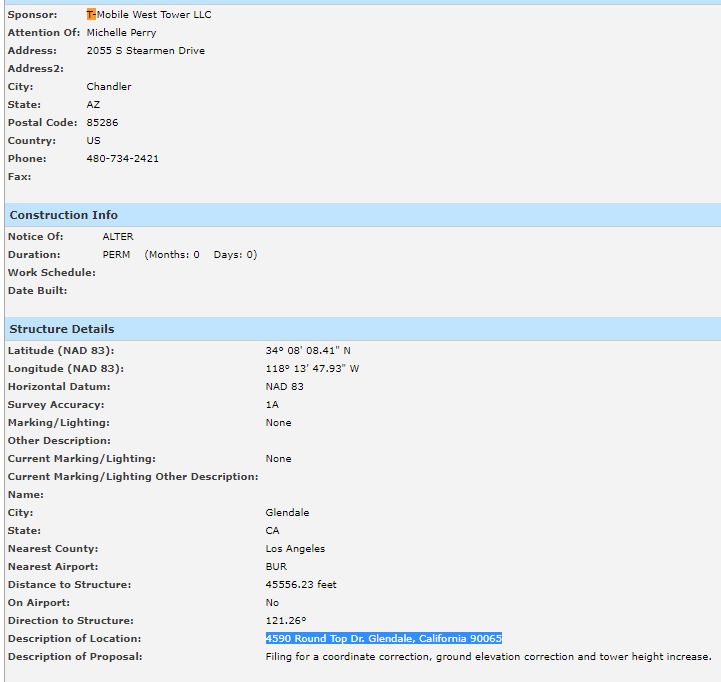 Sponsor: T-Mobile West Tower LLC
Attention Of: Michelle Perry
Address: 2055 S Stearmen Drive
Address2:
City: Chandler
State: AZ
Postal Code: 85286
Country: US
Phone: 480-734-2421
Fax:
Construction Info
Notice Of: ALTER
Duration: PERM (Months: 0 Days: 0)
Work Schedule:
Date Built:
Structure Details
Latitude (NAD 83): 34° 08' 08.41" N
Longitude (NAD 83): 118° 13' 47.93" W
Horizontal Datum: NAD 83
Survey Accuracy: 1A
Marking/Lighting: None
Other Description:
Current Marking/Lighting: None
Current Marking/Lighting Other Description:
Name:
City: Glendale
State: CA
Nearest County: Los Angeles
Nearest Airport: BUR
Distance to Structure: 45556.23 feet
On Airport: No
Direction to Structure: 121.26°
Description of Location: 4590 Round Top Dr. Glendale, California 90065
Description of Proposal: Filing for a coordinate correction, ground elevation correction and tower height increase.